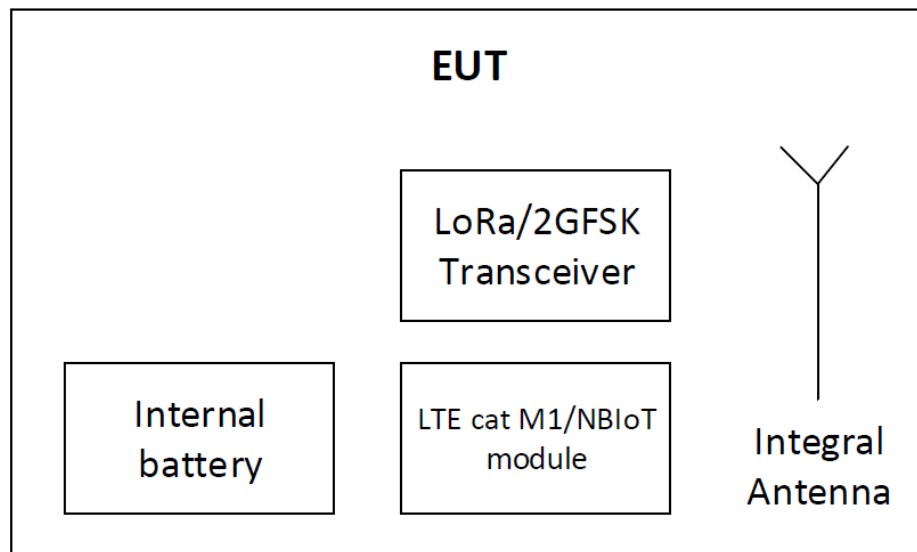 EUT
LoRa/2GFSK
Transceiver
Internal
battery
LTE cat M1/NBIoT
module
Integral
Antenna